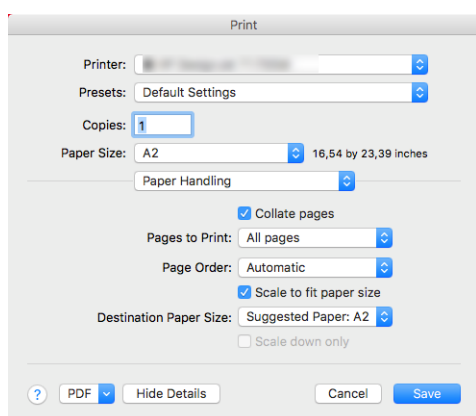 Print
Printer:
Presets: Default Settings
Copies: 1
Paper Size: A2 16,54 by 23,39 inches
Paper Handling
Collate pages
Pages to Print: All pages
Page Order: Automatic
Scale to fit paper size
Destination Paper Size: Suggested Paper: A2
Scale down only
? PDF Hide Details Cancel Save